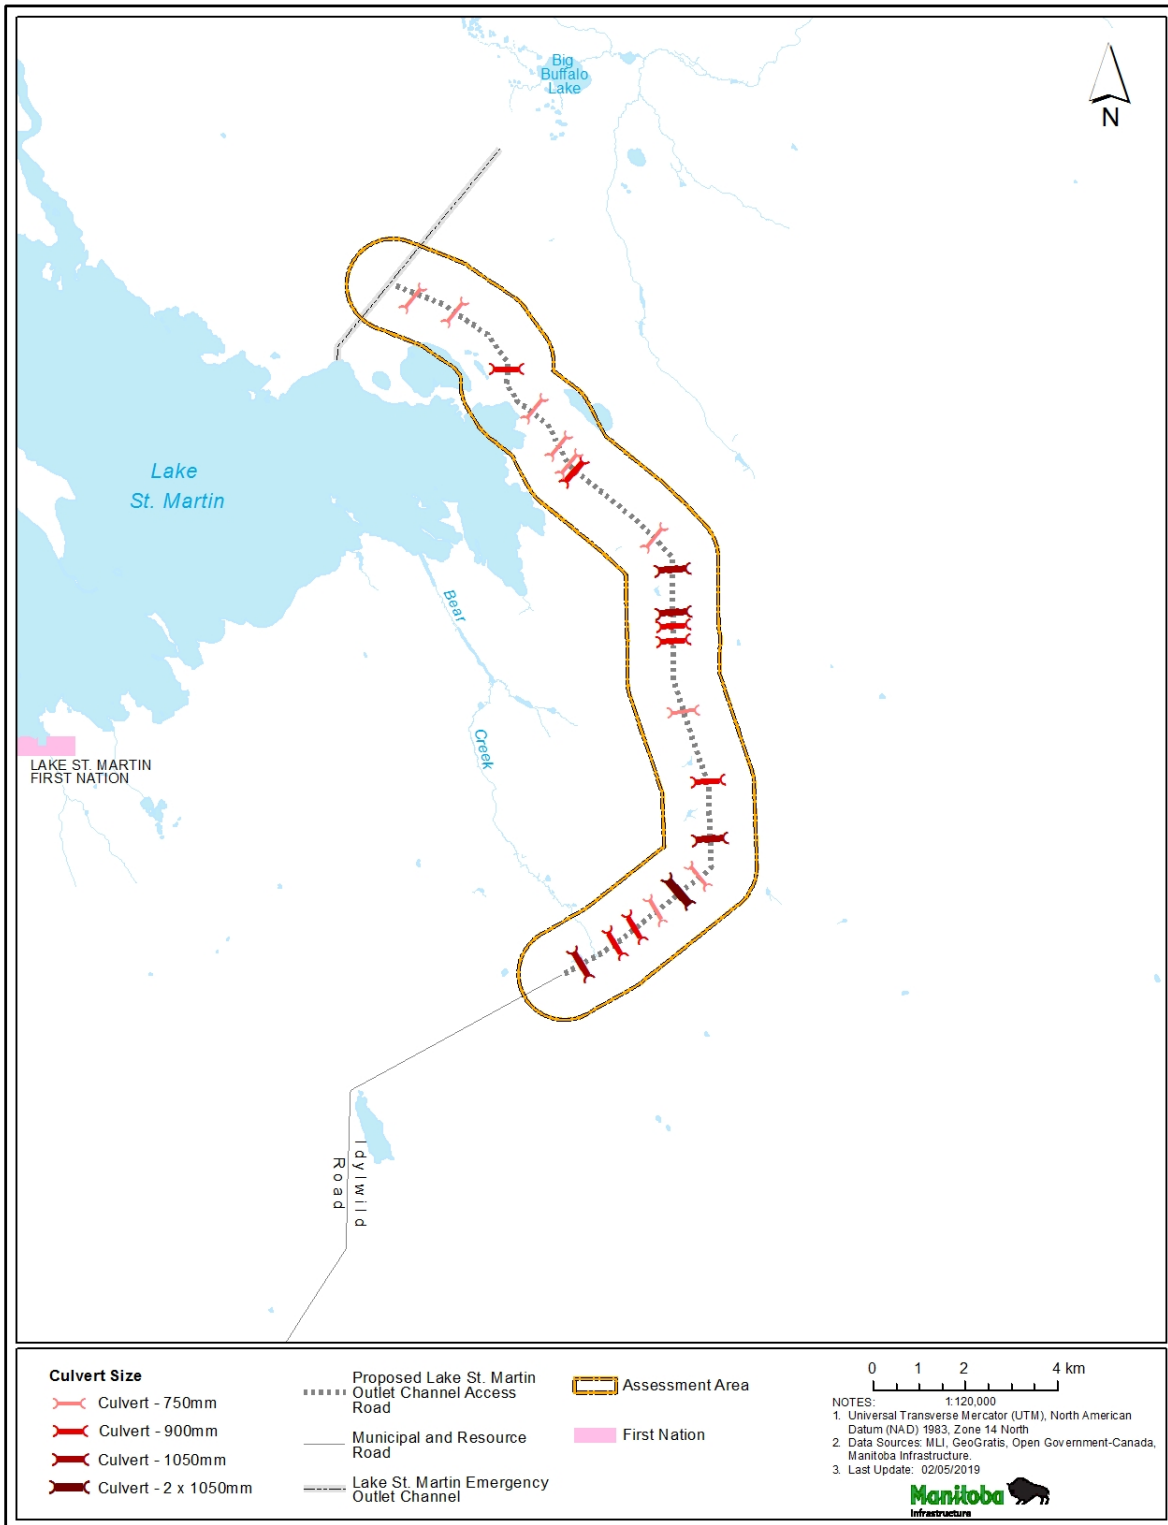 Big
Buffalo
Lake
N
Lake
St. Martin
Bear
Creek
LAKE ST. MARTIN
FIRST NATION
Idylwild
Road
Culvert Size
Culvert - 750mm
Culvert - 900mm
Culvert - 1050mm
Culvert - 2 x 1050mm
Proposed Lake St. Martin
Outlet Channel Access
Road
Municipal and Resource
Road
Lake St. Martin Emergency
Outlet Channel
Assessment Area
First Nation
0 1 2 4 km
1:120,000
NOTES:
1. Universal Transverse Mercator (UTM), North American
Datum (NAD) 1983, Zone 14 North
2. Data Sources: MLI, GeoGratis, Open Government-Canada,
Manitoba Infrastructure.
3. Last Update: 02/05/2019
Manitoba
Infrastructure